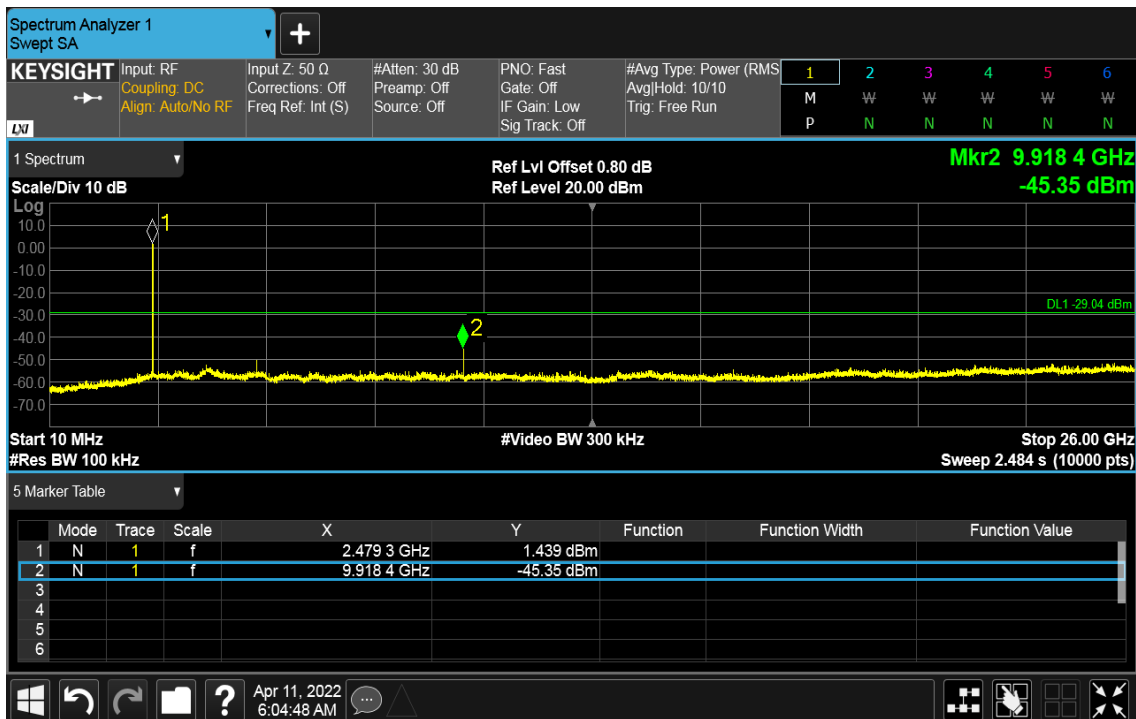 Spectrum Analyzer 1
Swept SA
+
KEYSIGHT
LXI
Input: RF
Coupling: DC
Align: Auto/No RF
Input Z: 50 Ω
Corrections: Off
Freq Ref: Int (S)
#Atten: 30 dB
Preamp: Off
Source: Off
PNO: Fast
Gate: Off
IF Gain: Low
Sig Track: Off
#Avg Type: Power (RMS
Avg|Hold: 10/10
Trig: Free Run
1 2 3 4 5 6
M W W W W W
P N N N N N
1 Spectrum
Scale/Div 10 dB
Ref Lvl Offset 0.80 dB
Ref Level 20.00 dBm
Mkr2 9.918 4 GHz
-45.35 dBm
Log
10.0
0.00
-10.0
-20.0
-30.0
-40.0
-50.0
-60.0
-70.0
1
2
DL1 -29.04 dBm
Start 10 MHz
#Res BW 100 kHz
#Video BW 300 kHz
Stop 26.00 GHz
Sweep 2.484 s (10000 pts)
5 Marker Table
Mode Trace Scale X Y Function Function Width Function Value
1 N 1 f 2.479 3 GHz 1.439 dBm
2 N 1 f 9.918 4 GHz -45.35 dBm
3
4
5
6
?
Apr 11, 2022
6:04:48 AM